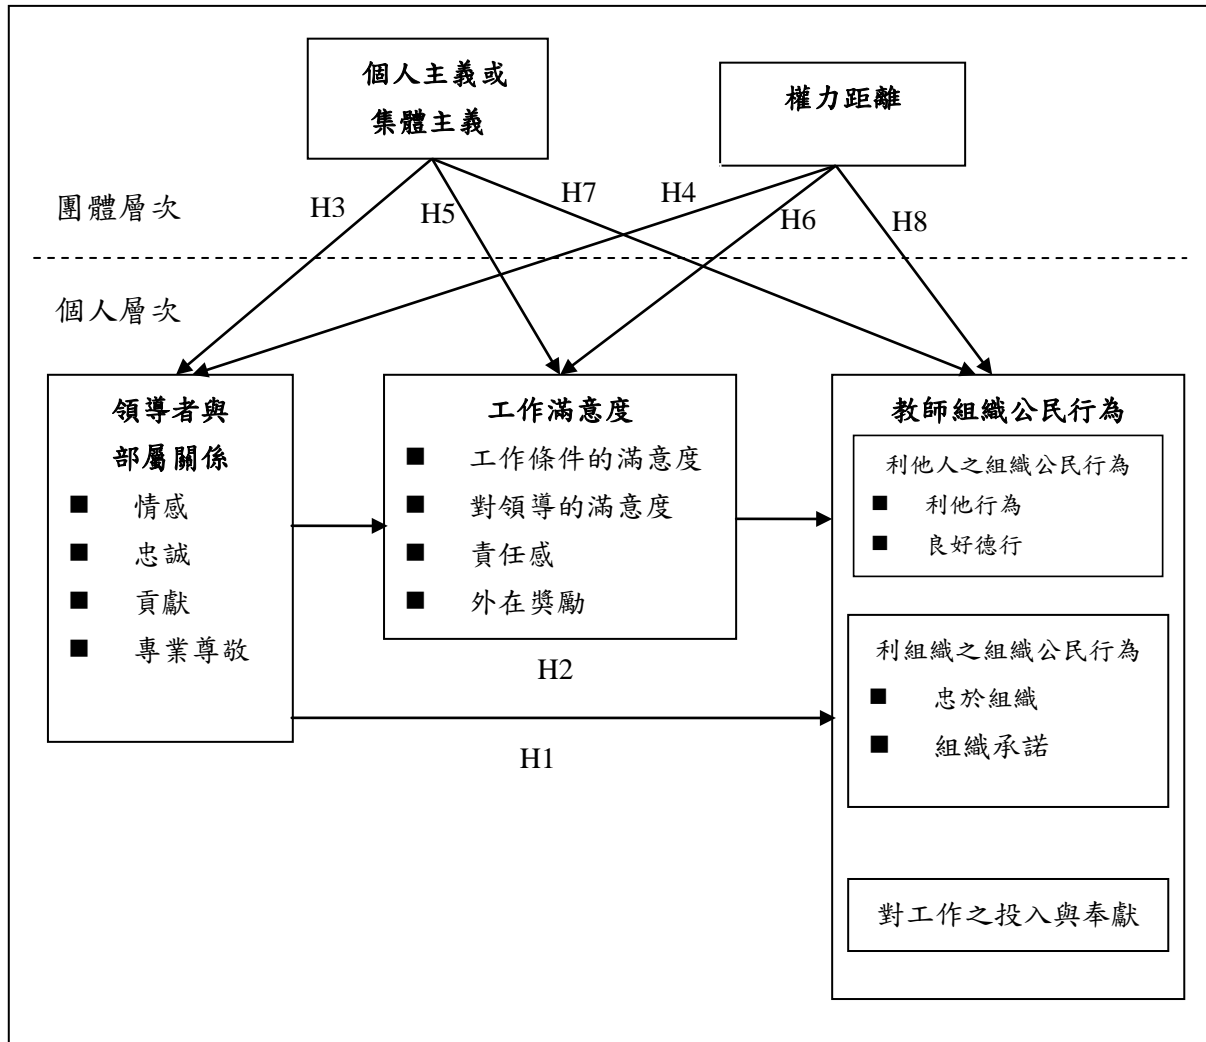 個人主義或
集體主義
權力距離
團體層次
H3
H5
H7
H4
H6
H8
個人層次
領導者與
部屬關係
■ 情感
■ 忠誠
■ 貢獻
■ 專業尊敬
工作滿意度
■ 工作條件的滿意度
■ 對領導的滿意度
■ 責任感
■ 外在獎勵
H2
H1
教師組織公民行為
利他人之組織公民行為
■ 利他行為
■ 良好德行
利組織之組織公民行為
■ 忠於組織
■ 組織承諾
對工作之投入與奉獻